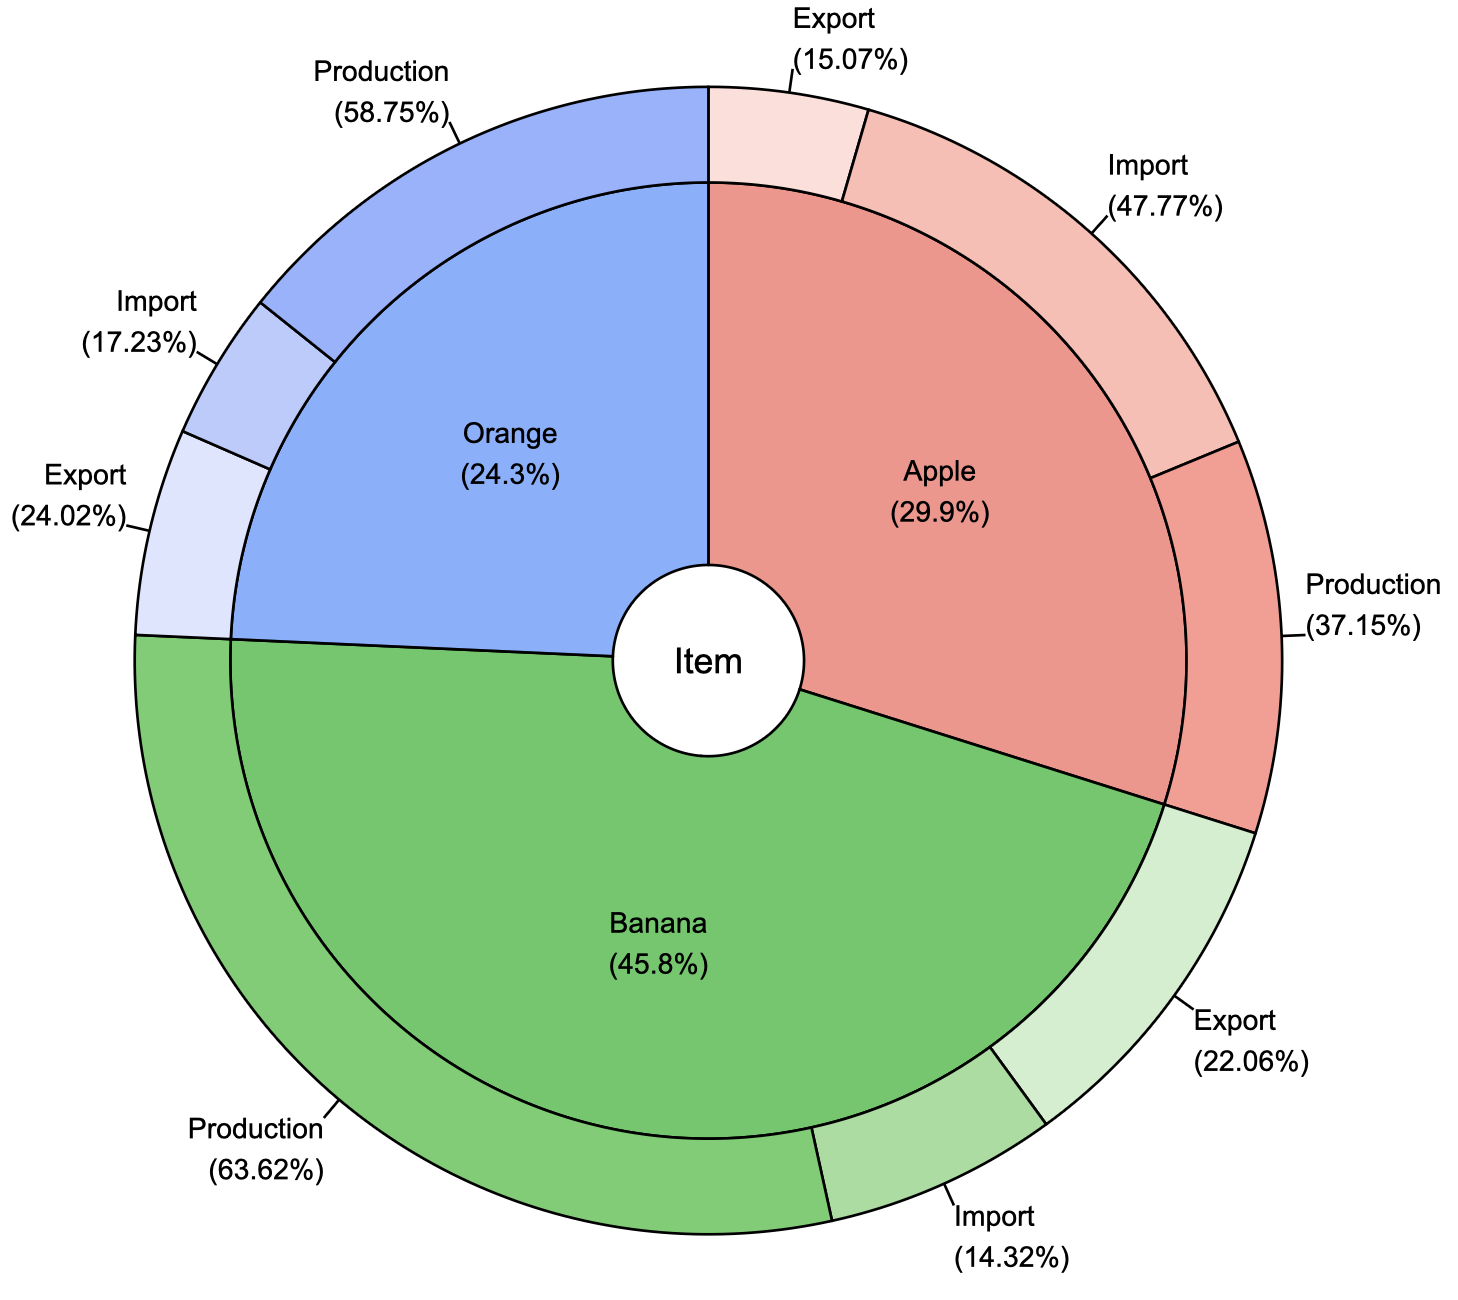 Export
(15.07%)
Production
(58.75%)
Import
(47.77%)
Import
(17.23%)
Orange
(24.3%)
Apple
(29.9%)
Export
(24.02%)
Production
(37.15%)
Item
Banana
(45.8%)
Export
(22.06%)
Production
(63.62%)
Import
(14.32%)